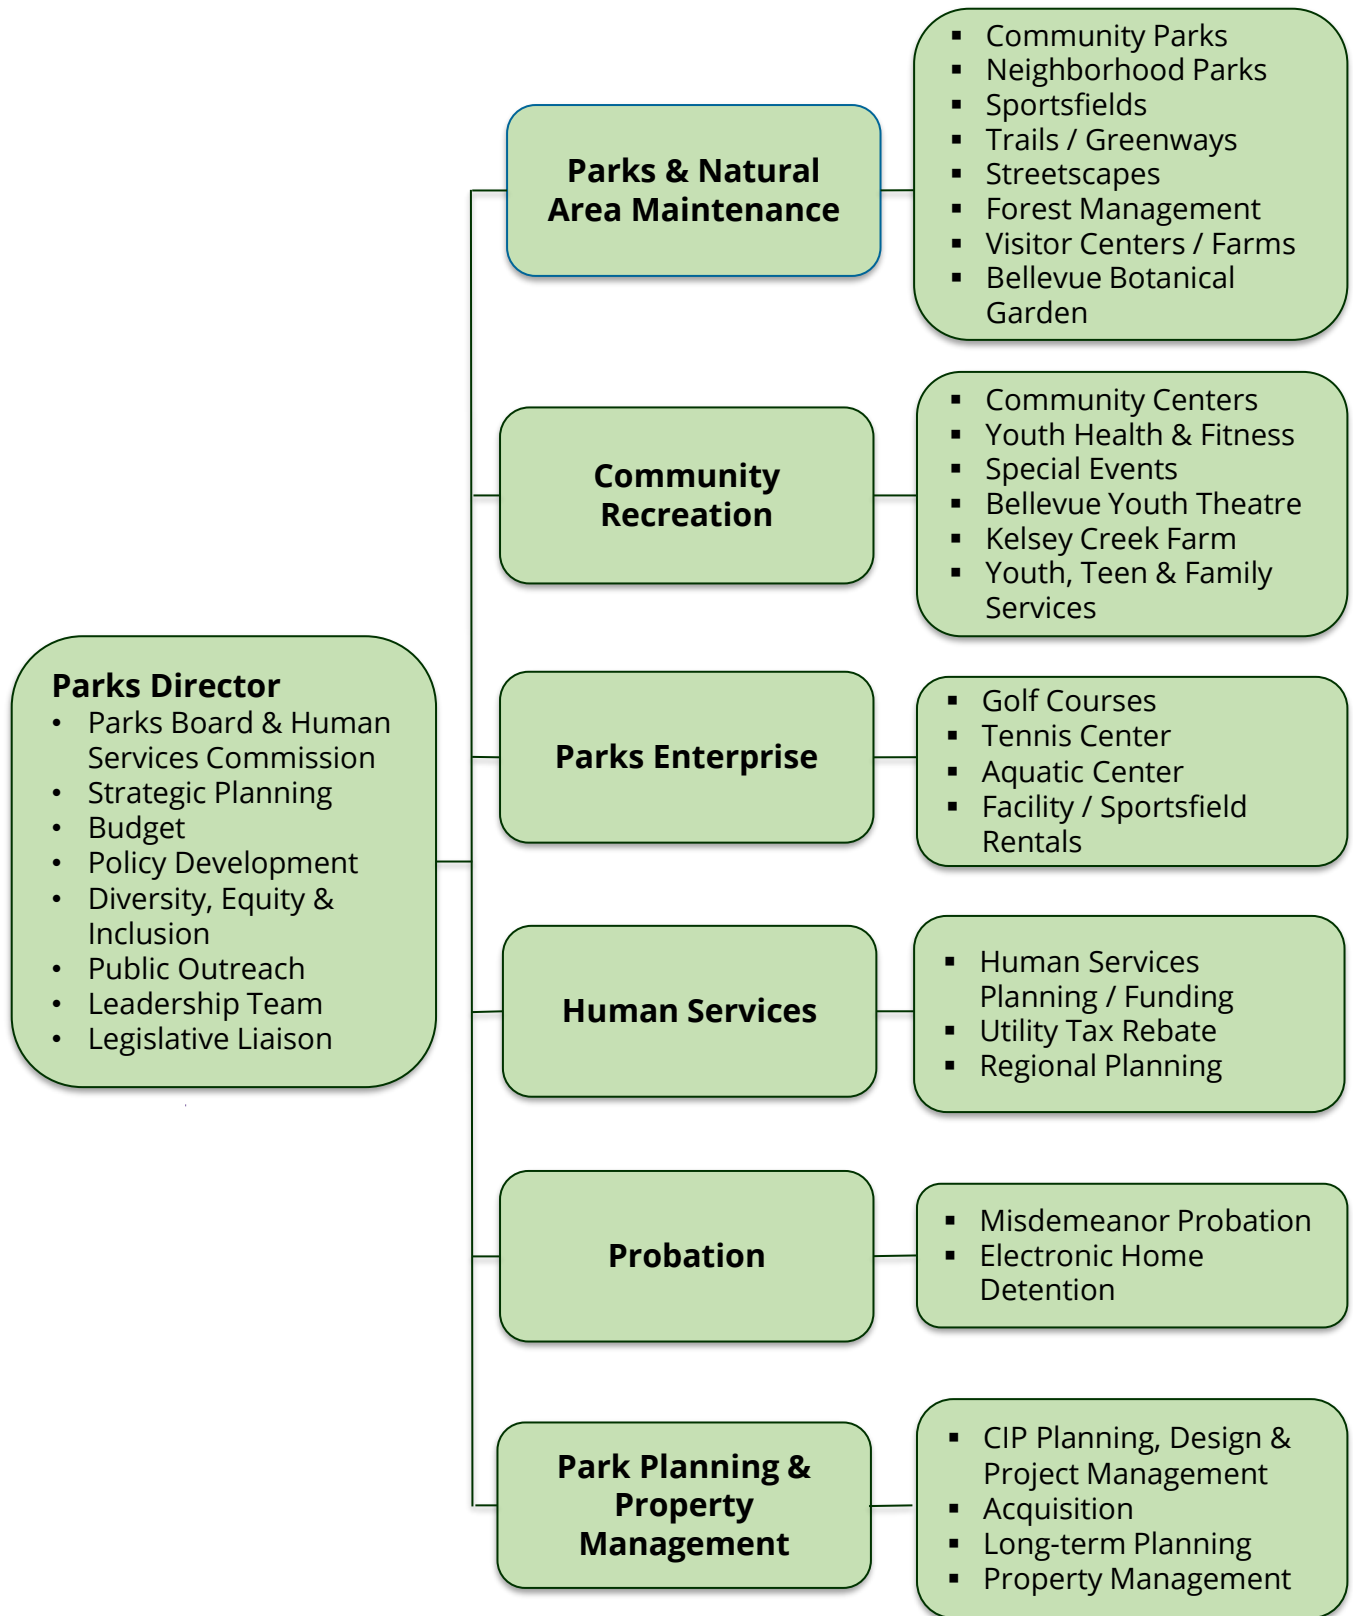 Parks Director
• Parks Board & Human
Services Commission
• Strategic Planning
• Budget
• Policy Development
• Diversity, Equity &
Inclusion
• Public Outreach
• Leadership Team
• Legislative Liaison
Parks & Natural
Area Maintenance
▪ Community Parks
▪ Neighborhood Parks
▪ Sportsfields
▪ Trails / Greenways
▪ Streetscapes
▪ Forest Management
▪ Visitor Centers / Farms
▪ Bellevue Botanical
Garden
Community
Recreation
▪ Community Centers
▪ Youth Health & Fitness
▪ Special Events
▪ Bellevue Youth Theatre
▪ Kelsey Creek Farm
▪ Youth, Teen & Family
Services
Parks Enterprise
▪ Golf Courses
▪ Tennis Center
▪ Aquatic Center
▪ Facility / Sportsfield
Rentals
Human Services
▪ Human Services
Planning / Funding
▪ Utility Tax Rebate
▪ Regional Planning
Probation
▪ Misdemeanor Probation
▪ Electronic Home
Detention
Park Planning &
Property
Management
▪ CIP Planning, Design &
Project Management
▪ Acquisition
▪ Long-term Planning
▪ Property Management